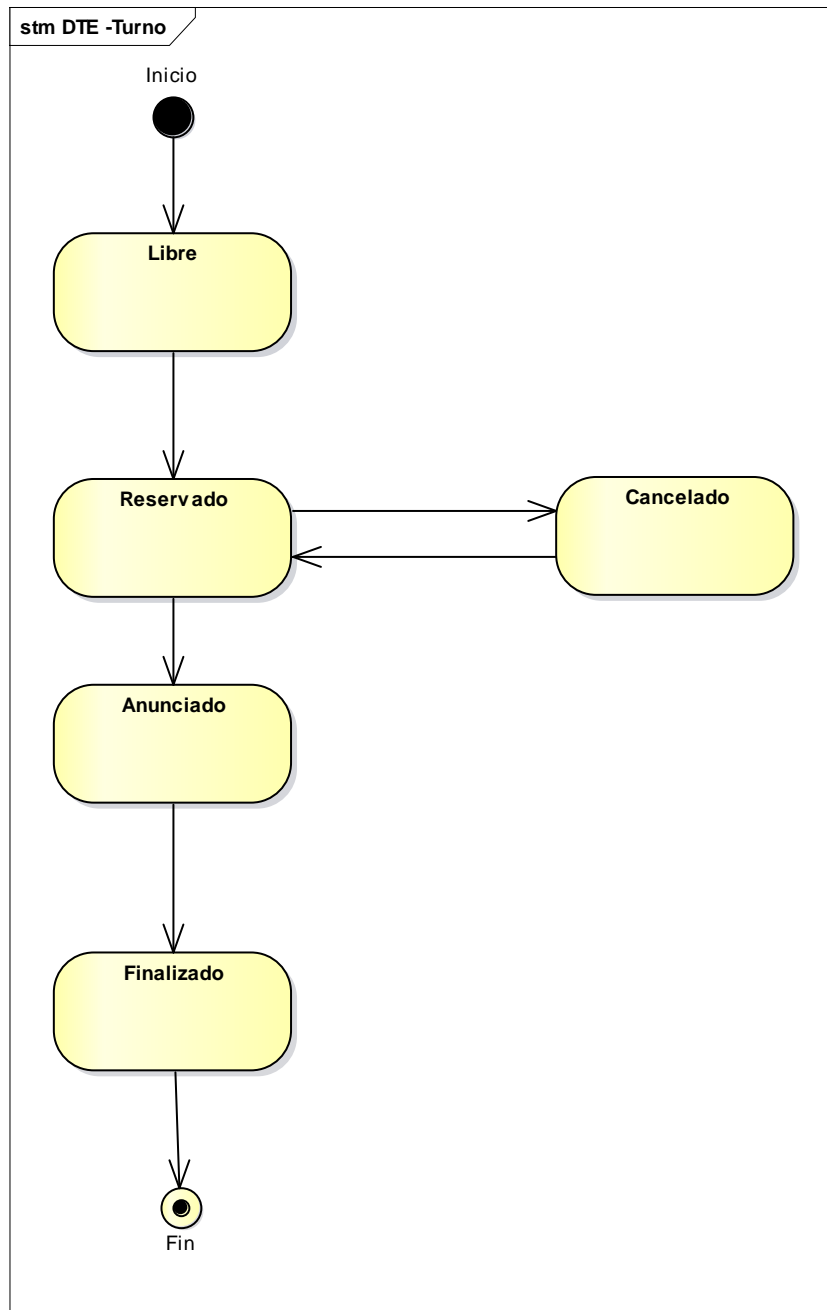 stm DTE -Turno
Inicio
Libre
Reservado
Cancelado
Anunciado
Finalizado
Fin